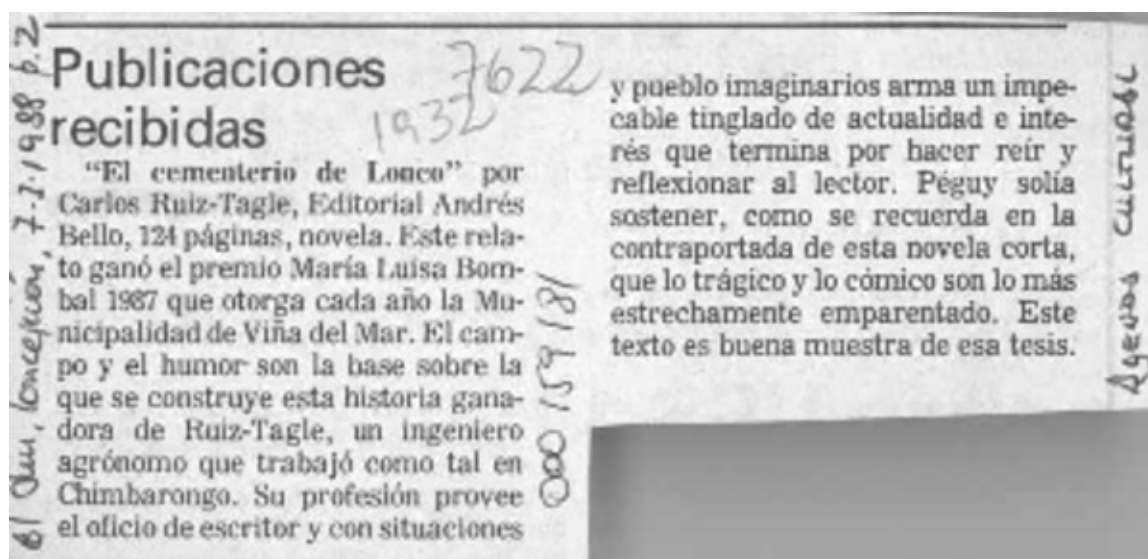 Publicaciones
recibidas
7622
1932
"El cementerio de Lonco" por
Carlos Ruiz-Tagle, Editorial Andrés
Bello, 124 páginas, novela. Este rela-
to ganó el premio María Luisa Bom-
bal 1987 que otorga cada año la Mu-
nicipalidad de Viña del Mar. El cam-
po y el humor son la base sobre la
que se construye esta historia gana-
dora de Ruiz-Tagle, un ingeniero
agrónomo que trabajó como tal en
Chimbarongo. Su profesión provee
el oficio de escritor y con situaciones
y pueblo imaginarios arma un impe-
cable tinglado de actualidad e inte-
rés que termina por hacer reír y
reflexionar al lector. Péguy solía
sostener, como se recuerda en la
contraportada de esta novela corta,
que lo trágico y lo cómico son lo más
estrechamente emparentado. Este
texto es buena muestra de esa tesis.
El Concepción, 1988 p.2
000 159 181
CULTURAL